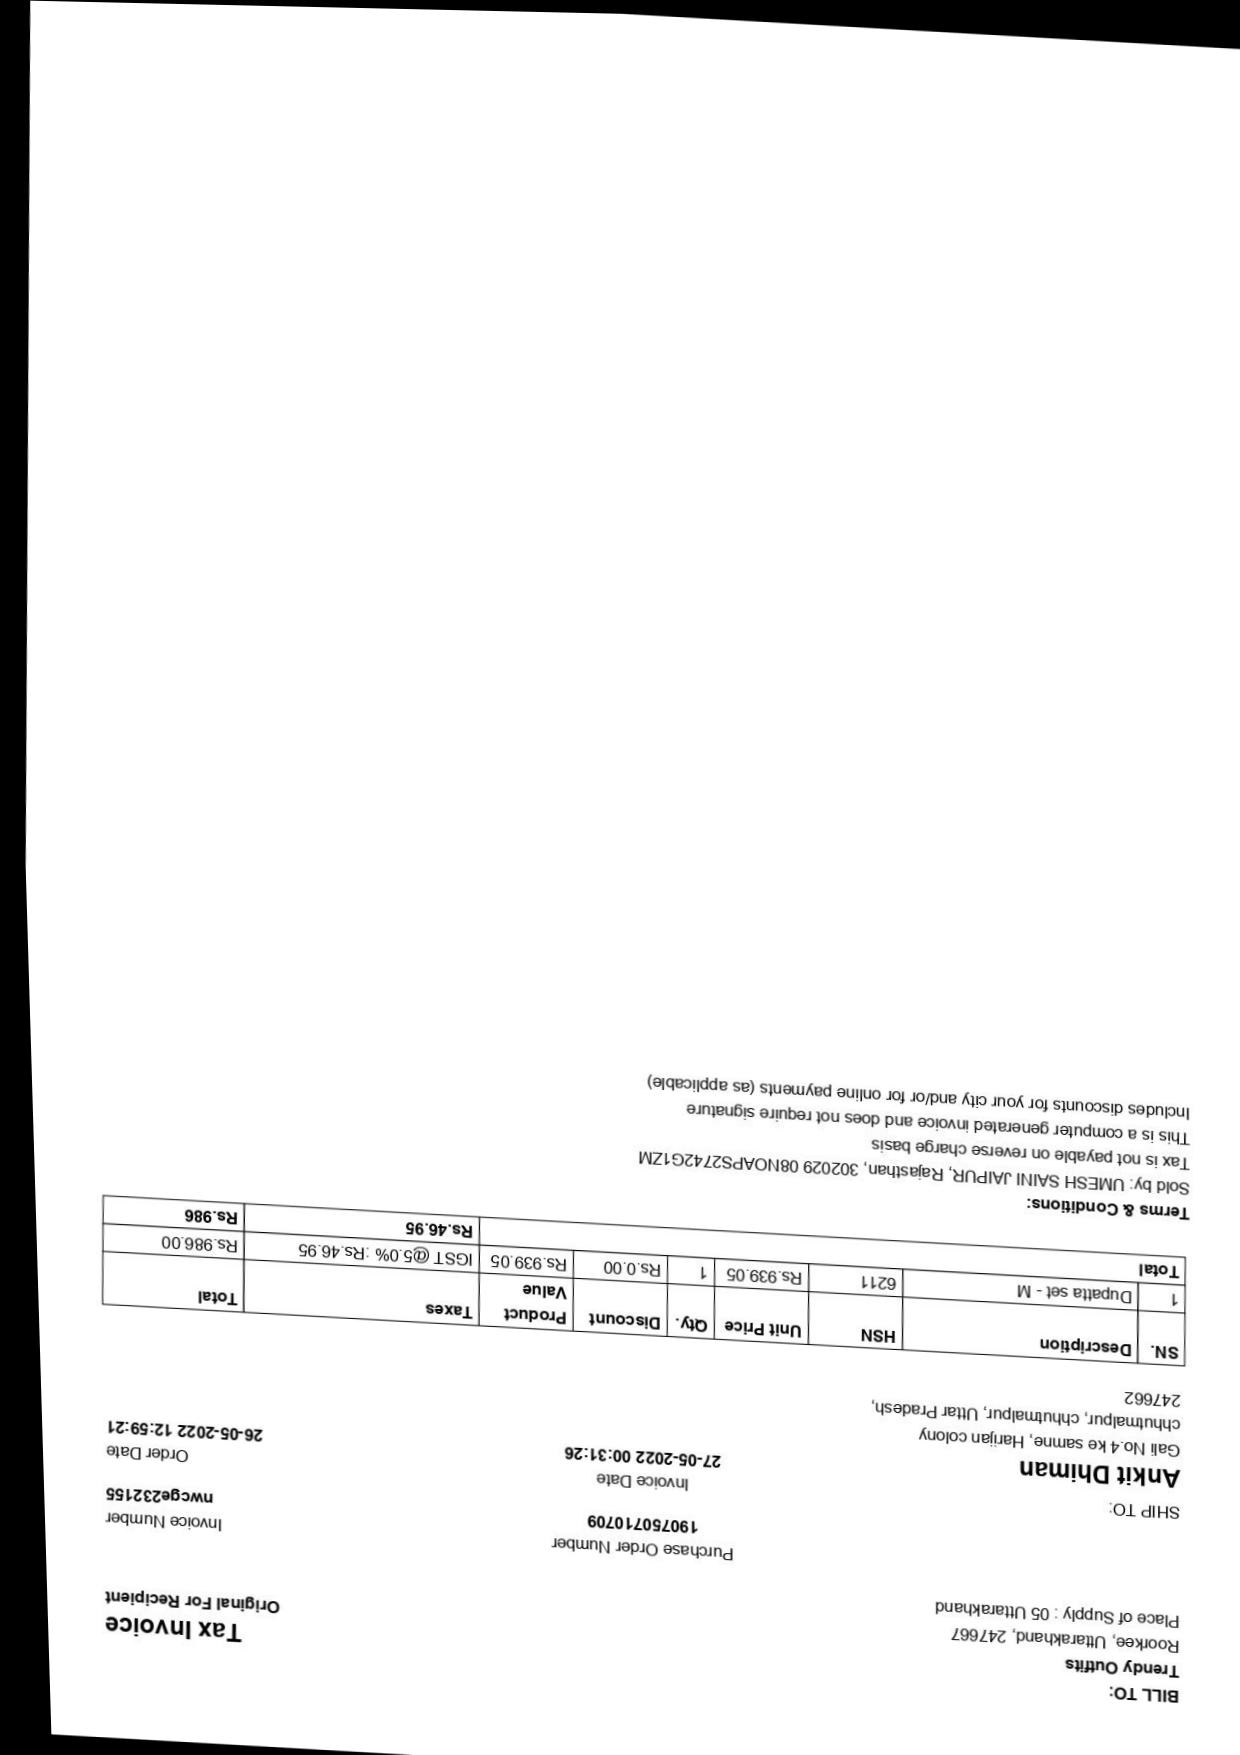 BILL TO:
Trendy Outfits
Roorkee, Uttarakhand, 247667
Place of Supply : 05 Uttarakhand
Tax Invoice
Original For Recipient
SHIP TO:
Ankit Dhiman
Gali No.4 ke samne, Harijan colony
chhutmalpur, chhutmalpur, Uttar Pradesh,
247662
Purchase Order Number
190750710709
Invoice Date
27-05-2022 00:31:26
Invoice Number
nwcge232155
Order Date
26-05-2022 12:59:21
SN. Description HSN Unit Price Qty. Discount Product Value Taxes Total
1 Dupatta set - M 6211 Rs.939.05 1 Rs.0.00 Rs.939.05 IGST @5.0% :Rs.46.95 Rs.986.00
Total Rs.46.95 Rs.986
Terms & Conditions:
Sold by: UMESH SAINI JAIPUR, Rajasthan, 302029 08NOAPS2742G1ZM
Tax is not payable on reverse charge basis
This is a computer generated invoice and does not require signature
Includes discounts for your city and/or for online payments (as applicable)